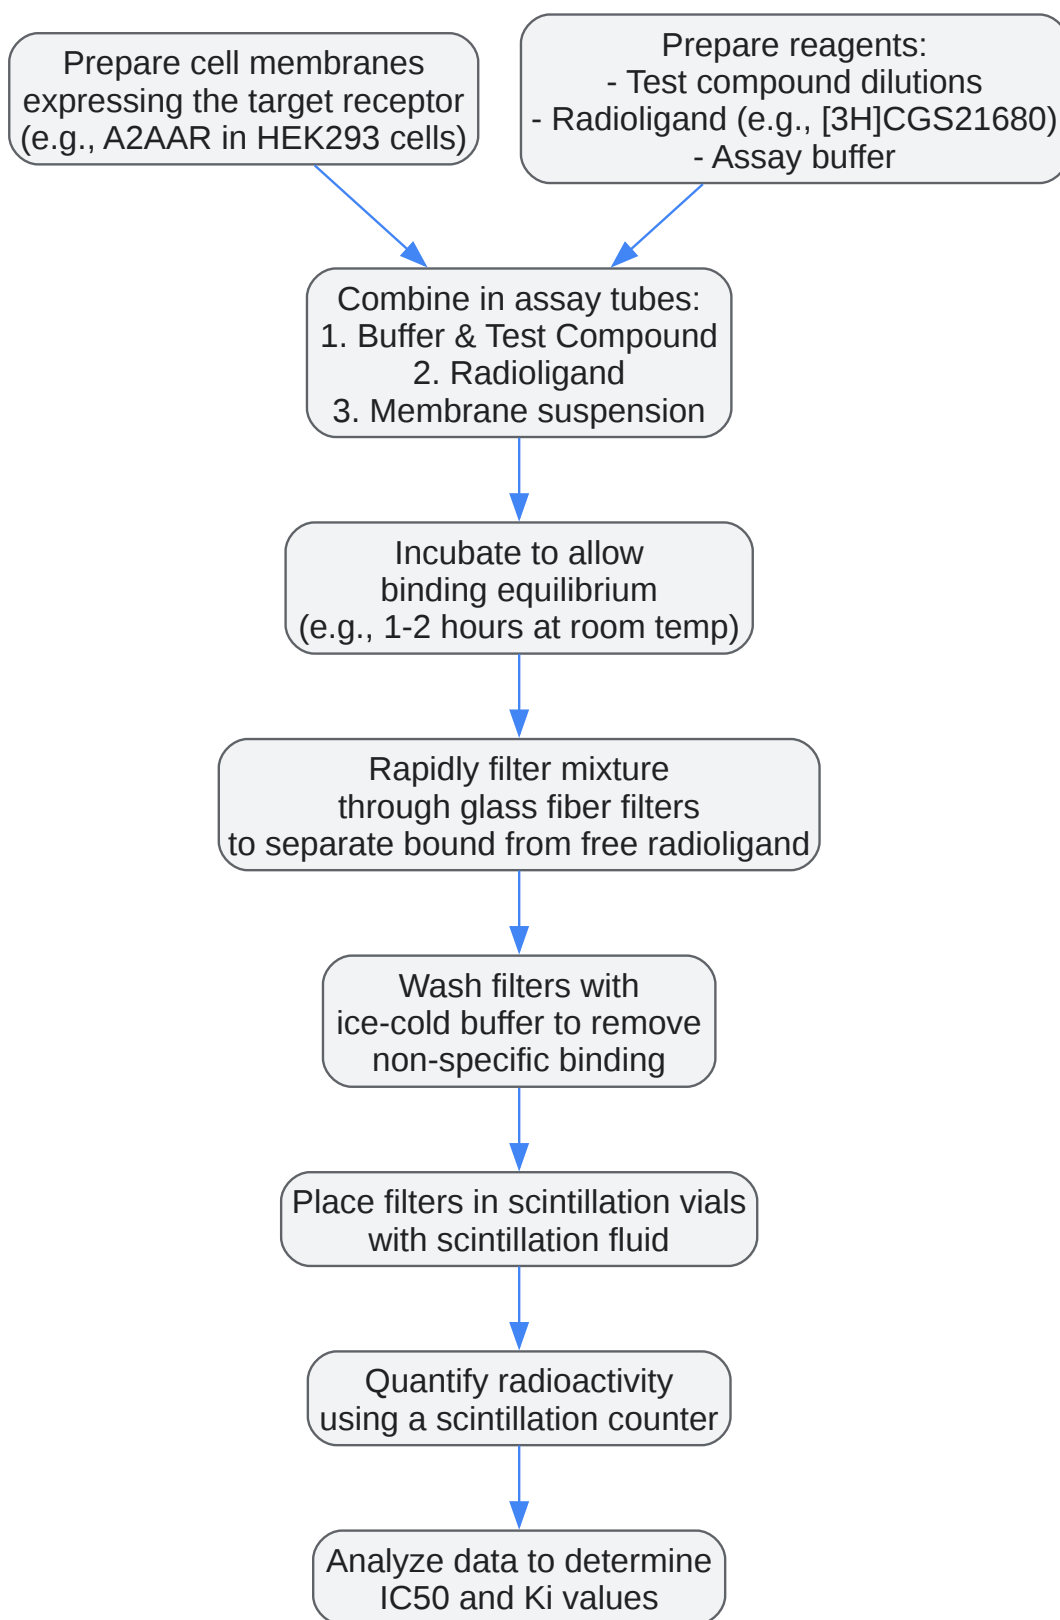 Prepare cell membranes
expressing the target receptor
(e.g., A2AAR in HEK293 cells)
Prepare reagents:
- Test compound dilutions
- Radioligand (e.g., [3H]CGS21680)
- Assay buffer
Combine in assay tubes:
1. Buffer & Test Compound
2. Radioligand
3. Membrane suspension
Incubate to allow
binding equilibrium
(e.g., 1-2 hours at room temp)
Rapidly filter mixture
through glass fiber filters
to separate bound from free radioligand
Wash filters with
ice-cold buffer to remove
non-specific binding
Place filters in scintillation vials
with scintillation fluid
Quantify radioactivity
using a scintillation counter
Analyze data to determine
IC50 and Ki values